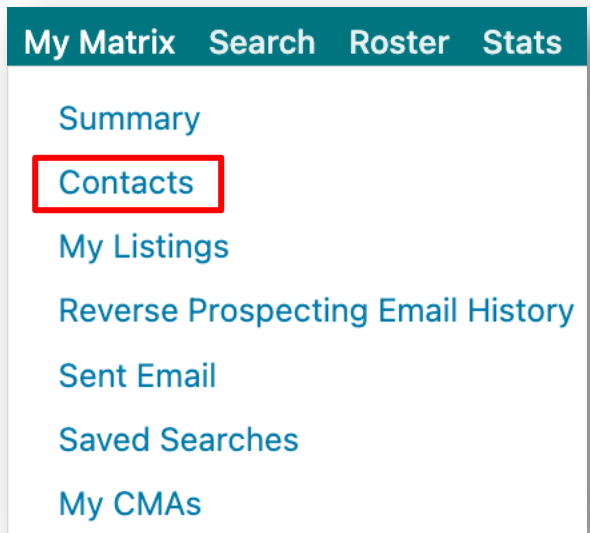 My Matrix Search Roster Stats
Summary
Contacts
My Listings
Reverse Prospecting Email History
Sent Email
Saved Searches
My CMAs